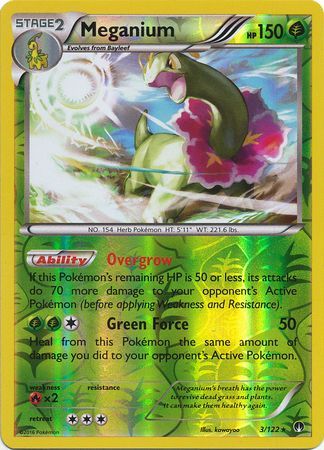 STAGE2 Meganium HP150
Evolves from Bayleef
NO. 154 Herb Pokémon HT: 5'11" WT: 221.6 lbs.
Ability Overgrow
If this Pokémon's remaining HP is 50 or less, its attacks
do 70 more damage to your opponent's Active
Pokémon (before applying Weakness and Resistance).
Green Force 50
Heal from this Pokémon the same amount of
damage you did to your opponent's Active Pokémon.
weakness resistance
×2
retreat
Meganium's breath has the power
to revive dead grass and plants.
It can make them healthy again.
©2016 Pokémon Illus. kawayoo 3/122★